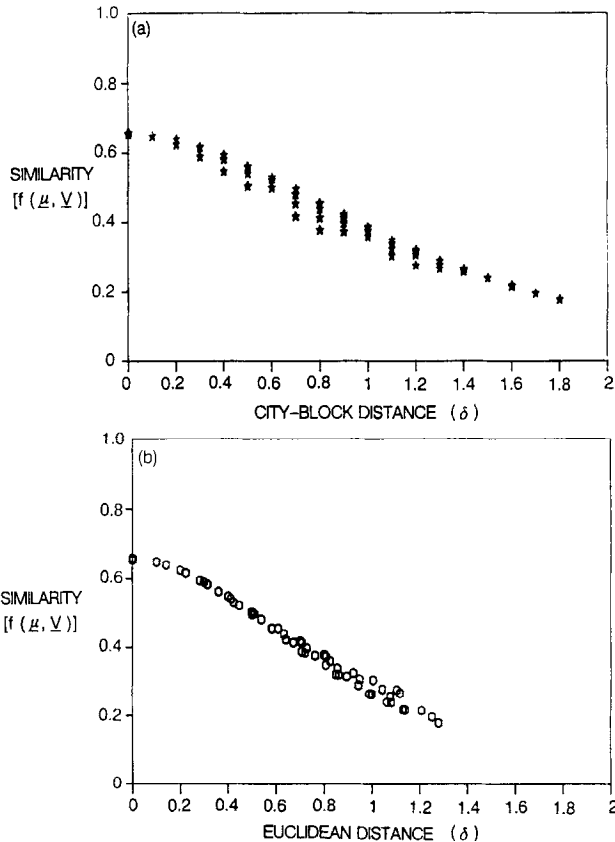 (a)
1.0
0.8
0.6
SIMILARITY
[f (μ, V)]
0.4
0.2
0
0 0.2 0.4 0.6 0.8 1 1.2 1.4 1.6 1.8 2
CITY-BLOCK DISTANCE (δ)
(b)
1.0
0.8
0.6
SIMILARITY
[f (μ, V)]
0.4
0.2
0
0 0.2 0.4 0.6 0.8 1 1.2 1.4 1.6 1.8 2
EUCLIDEAN DISTANCE (δ)